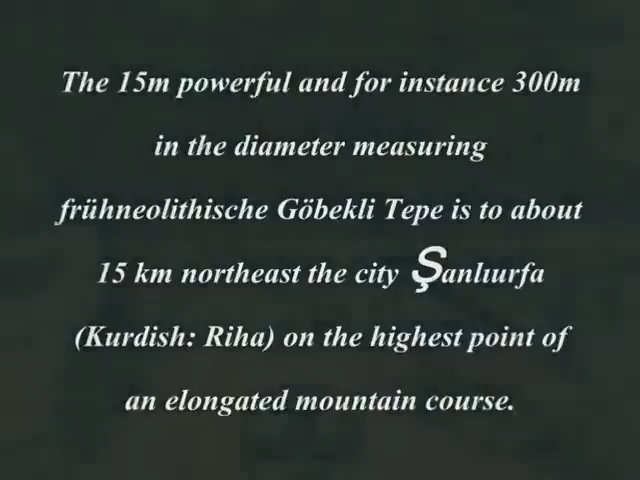 The 15m powerful and for instance 300m
in the diameter measuring
frühneolithische Göbekli Tepe is to about
15 km northeast the city Şanlıurfa
(Kurdish: Riha) on the highest point of
an elongated mountain course.